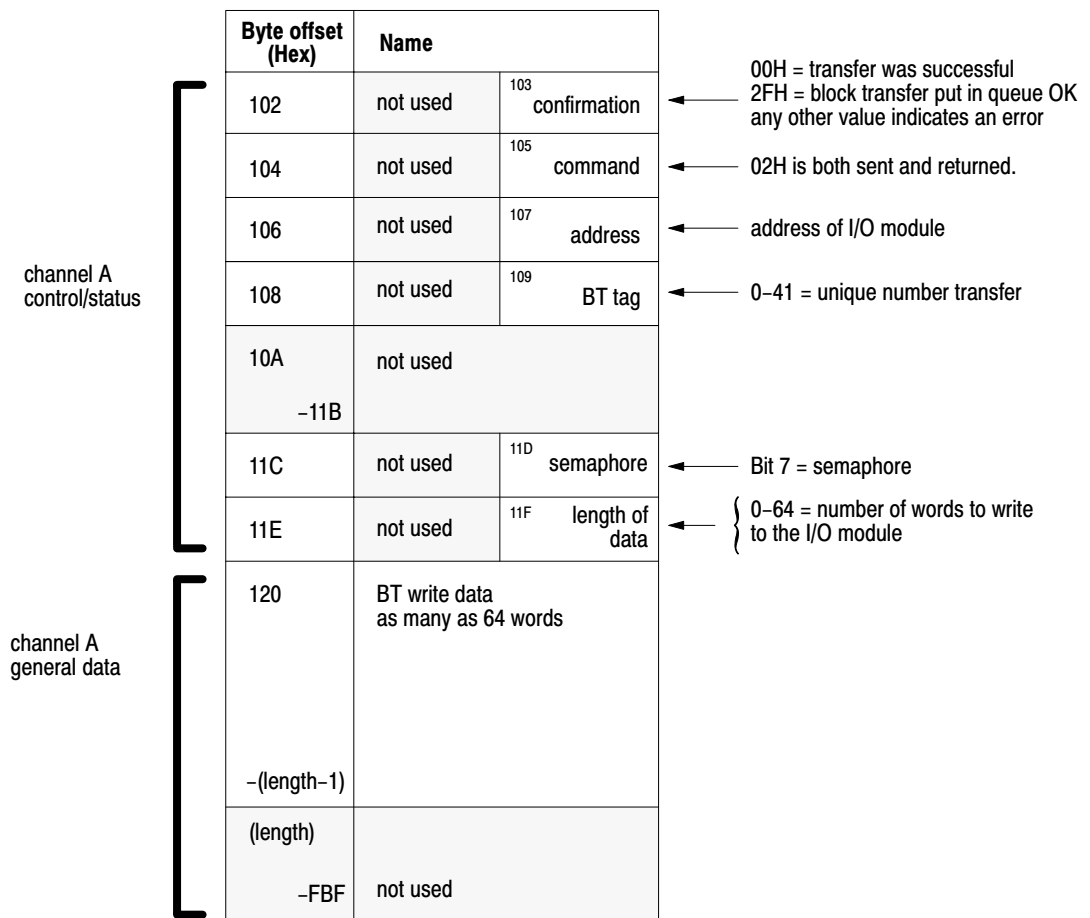 Byte offset (Hex) Name
102 not used 103 confirmation
00H = transfer was successful
2FH = block transfer put in queue OK
any other value indicates an error
104 not used 105 command
02H is both sent and returned.
106 not used 107 address
address of I/O module
channel A
control/status
108 not used 109 BT tag
0–41 = unique number transfer
10A not used
–11B
11C not used 11D semaphore
Bit 7 = semaphore
11E not used 11F length of data
0–64 = number of words to write
to the I/O module
channel A
general data
120 BT write data
as many as 64 words
–(length–1)
(length)
–FBF not used